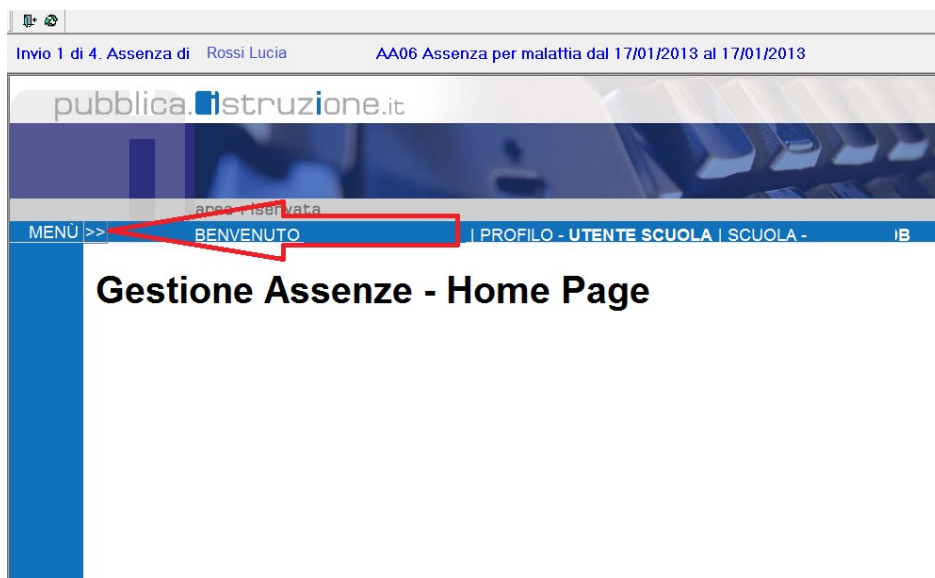 Invio 1 di 4. Assenza di Rossi Lucia AA06 Assenza per malattia dal 17/01/2013 al 17/01/2013
pubblica.istruzione.it
area riservata
MENÙ >> BENVENUTO | PROFILO - UTENTE SCUOLA | SCUOLA -
Gestione Assenze - Home Page